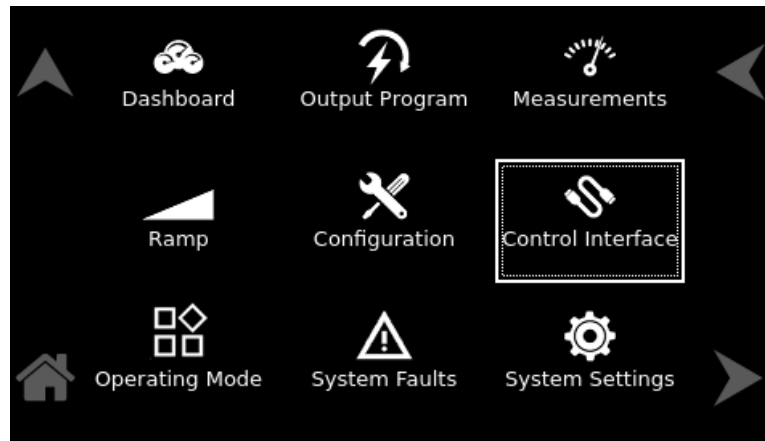 Dashboard
Output Program
Measurements
Ramp
Configuration
Control Interface
Operating Mode
System Faults
System Settings